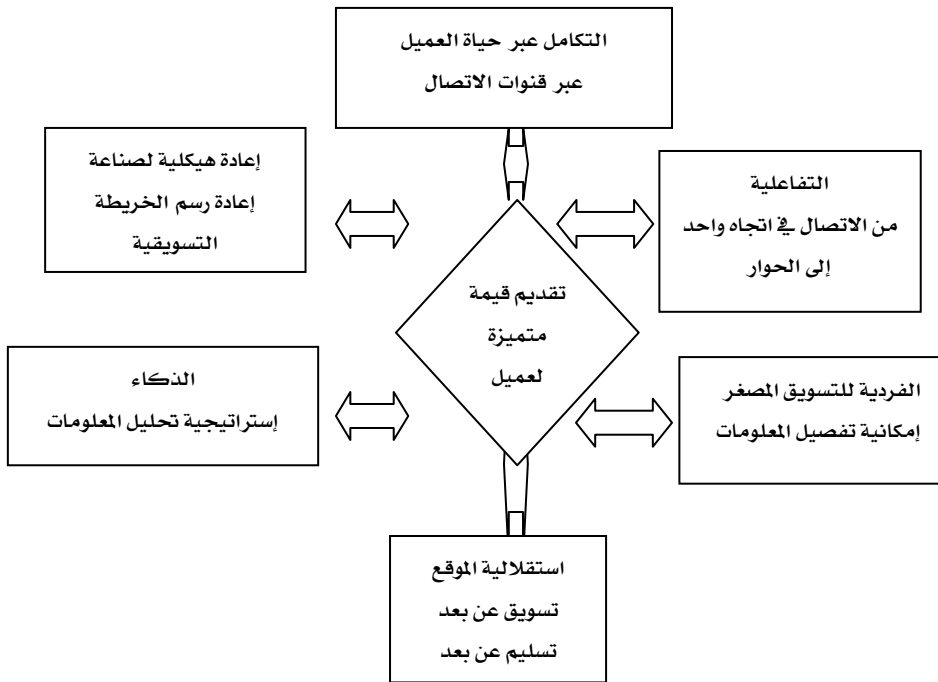 التكامل عبر حياة العميل
عبر قنوات الاتصال
التفاعلية
من الاتصال في اتجاه واحد
إلى الحوار
إعادة هيكلية لصناعة
إعادة رسم الخريطة
التسويقية
تقديم قيمة
متميزة
لعميل
الفردية للتسويق المصغر
إمكانية تفصيل المعلومات
الذكاء
إستراتيجية تحليل المعلومات
استقلالية الموقع
تسويق عن بعد
تسليم عن بعد